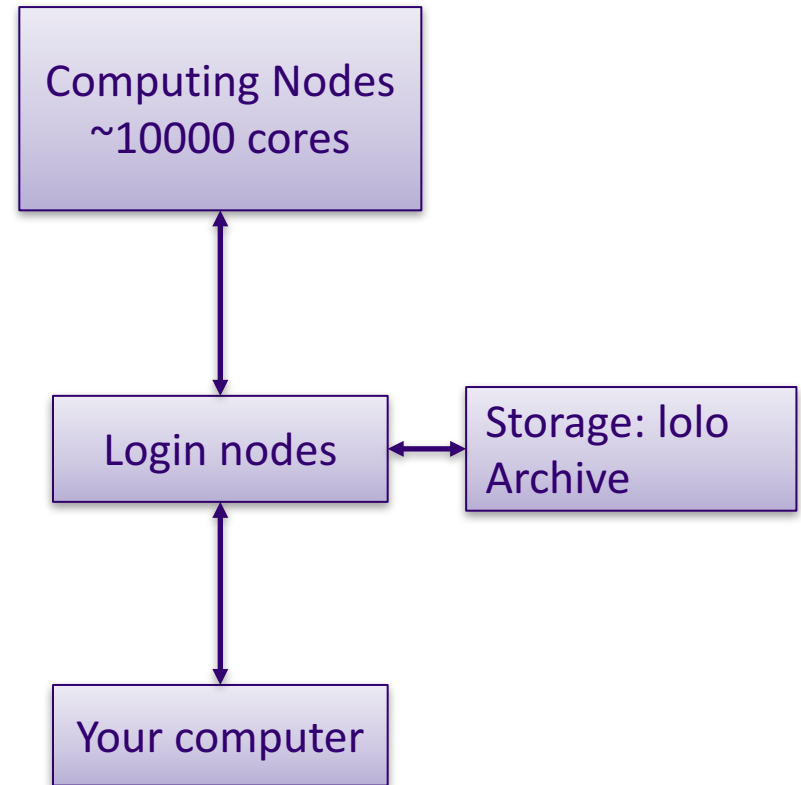 Computing Nodes
~10000 cores
Login nodes
Storage: lolo
Archive
Your computer